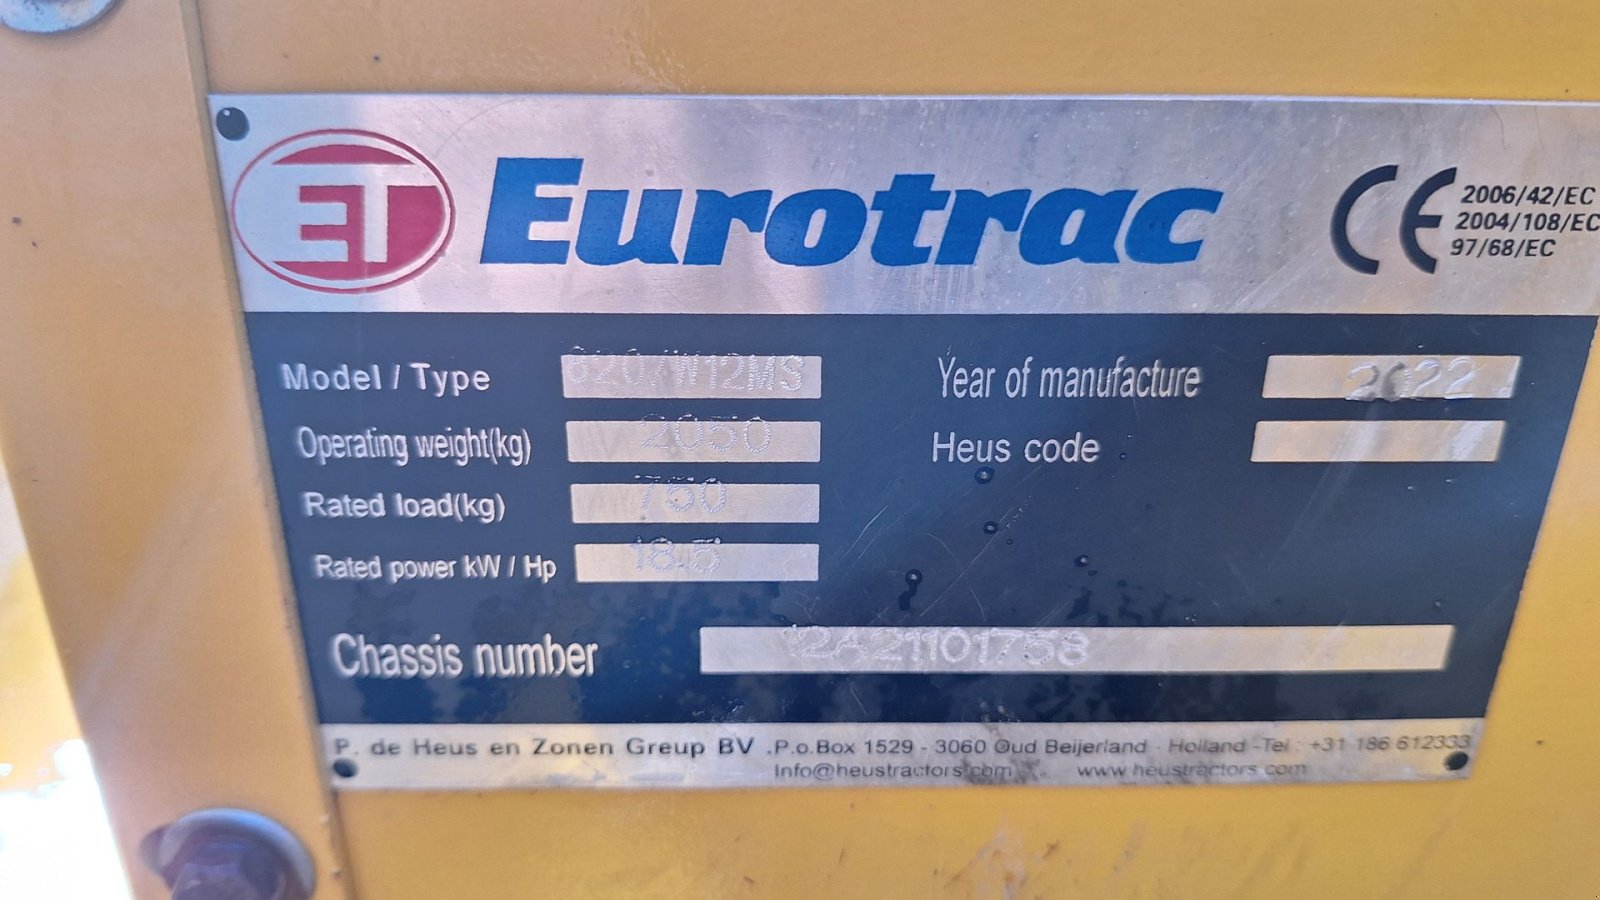 ET Eurotrac
CE 2006/42/EC
2004/108/EC
97/68/EC
Model / Type
Year of manufacture 2022
Operating weight(kg) 2050
Heus code
Rated load(kg) 750
Rated power kW / Hp 18.5
Chassis number 12A21101758
P. de Heus en Zonen Greup BV .P.o.Box 1529 - 3060 Oud Beijerland - Holland -Tel : +31 186 612333
Info@heustractors.com www.heustractors.com